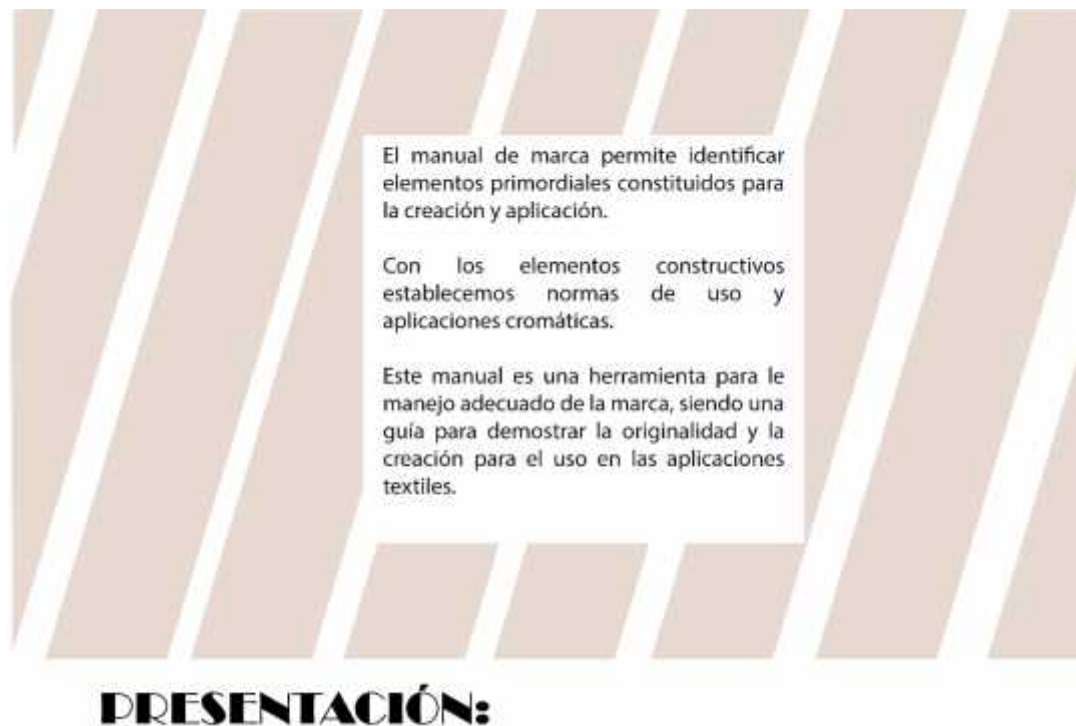 El manual de marca permite identificar
elementos primordiales constituidos para
la creación y aplicación.
Con los elementos constructivos
establecemos normas de uso y
aplicaciones cromáticas.
Este manual es una herramienta para le
manejo adecuado de la marca, siendo una
guía para demostrar la originalidad y la
creación para el uso en las aplicaciones
textiles.
PRESENTACIÓN: